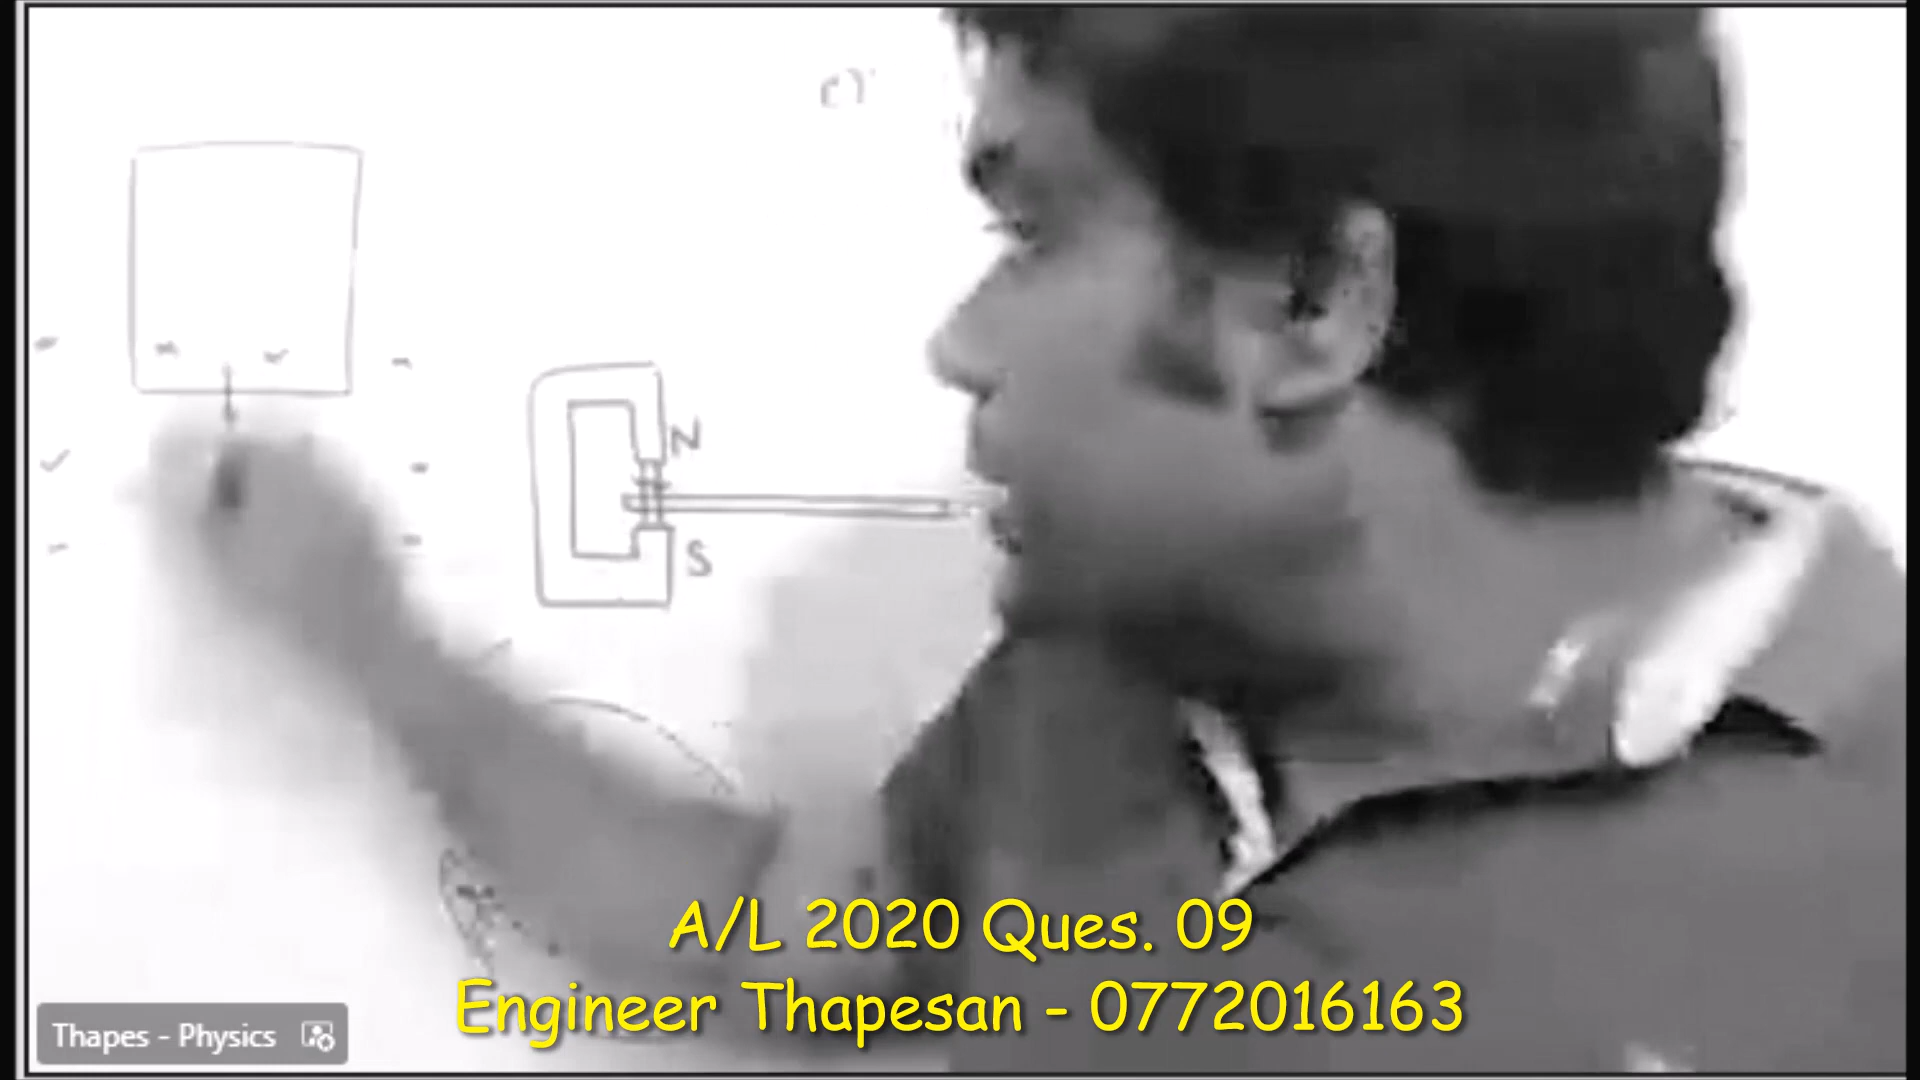 N
S
A/L 2020 Ques. 09
Engineer Thapesan - 0772016163
Thapes - Physics